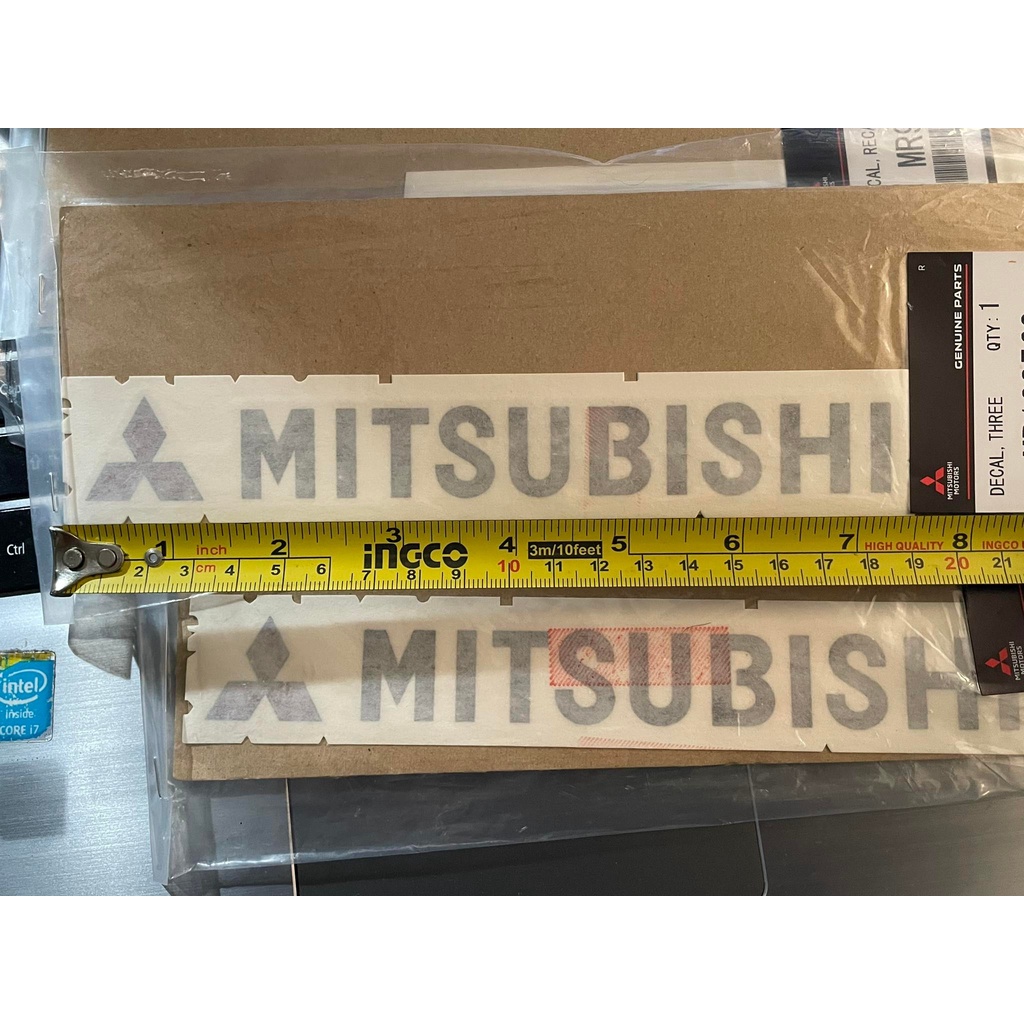 MITSUBISHI
MITSUBISHI
DECAL, THREE QTY:1
GENUINE PARTS
R
MITSUBISHI
MOTORS
1 inch 2 3 4 3m/10feet 5 6 7 HIGH QUALITY 8 INGCO
INGCO
2 3 cm 4 5 6 7 8 9 10 11 12 13 14 15 16 17 18 19 20 21
MITSUBISHI
MITSUBISHI
MOTORS
Ctrl
intel
inside
CORE i7